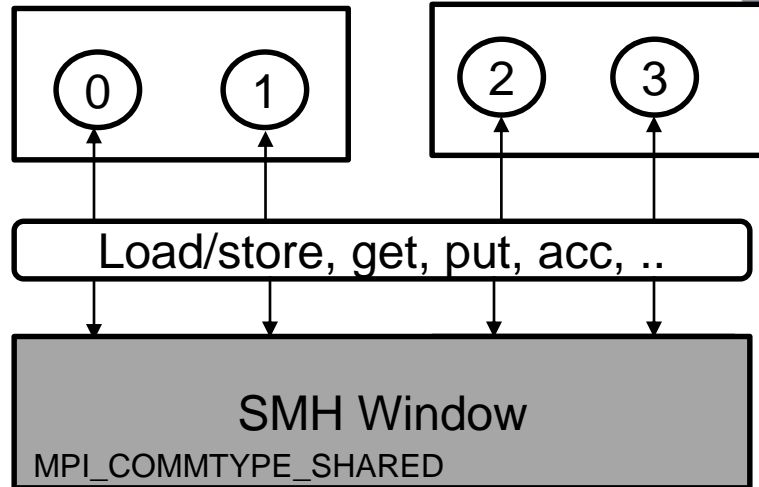 0 1 2 3
Load/store, get, put, acc, ..
SMH Window
MPI_COMMTYPE_SHARED